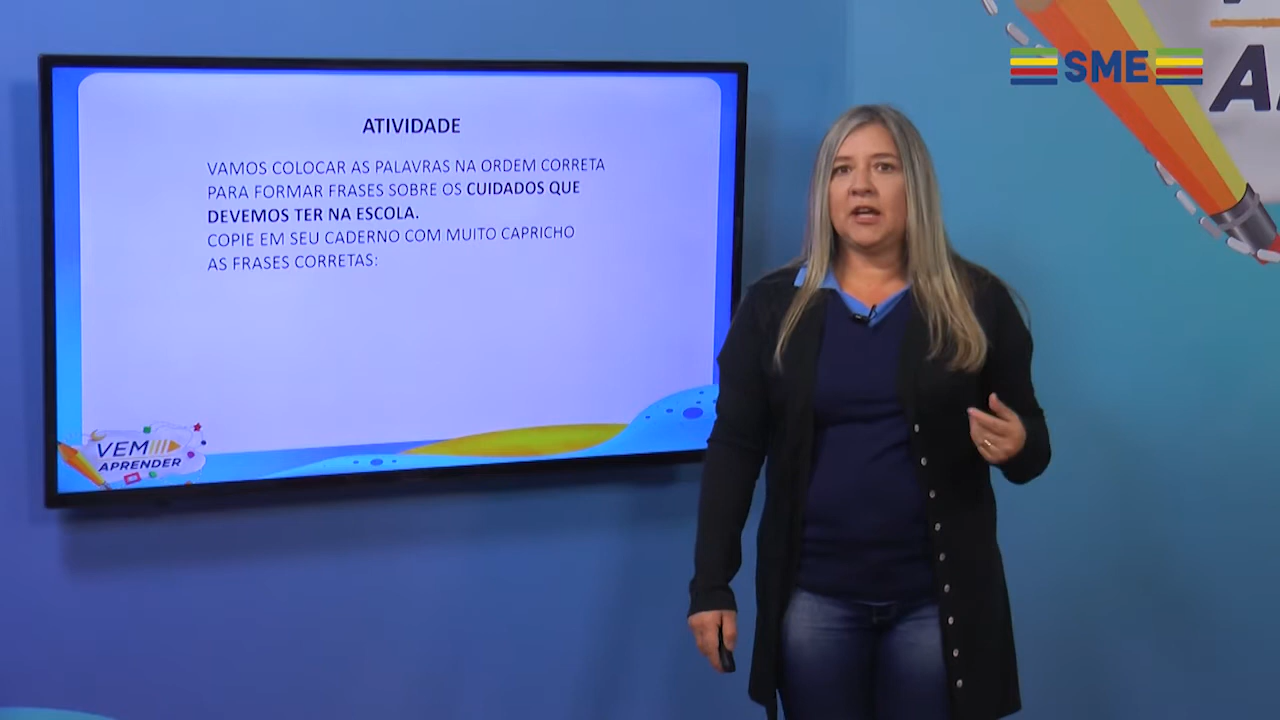 ATIVIDADE
VAMOS COLOCAR AS PALAVRAS NA ORDEM CORRETA
PARA FORMAR FRASES SOBRE OS CUIDADOS QUE
DEVEMOS TER NA ESCOLA.
COPIE EM SEU CADERNO COM MUITO CAPRICHO
AS FRASES CORRETAS:
VEM
APRENDER
SME